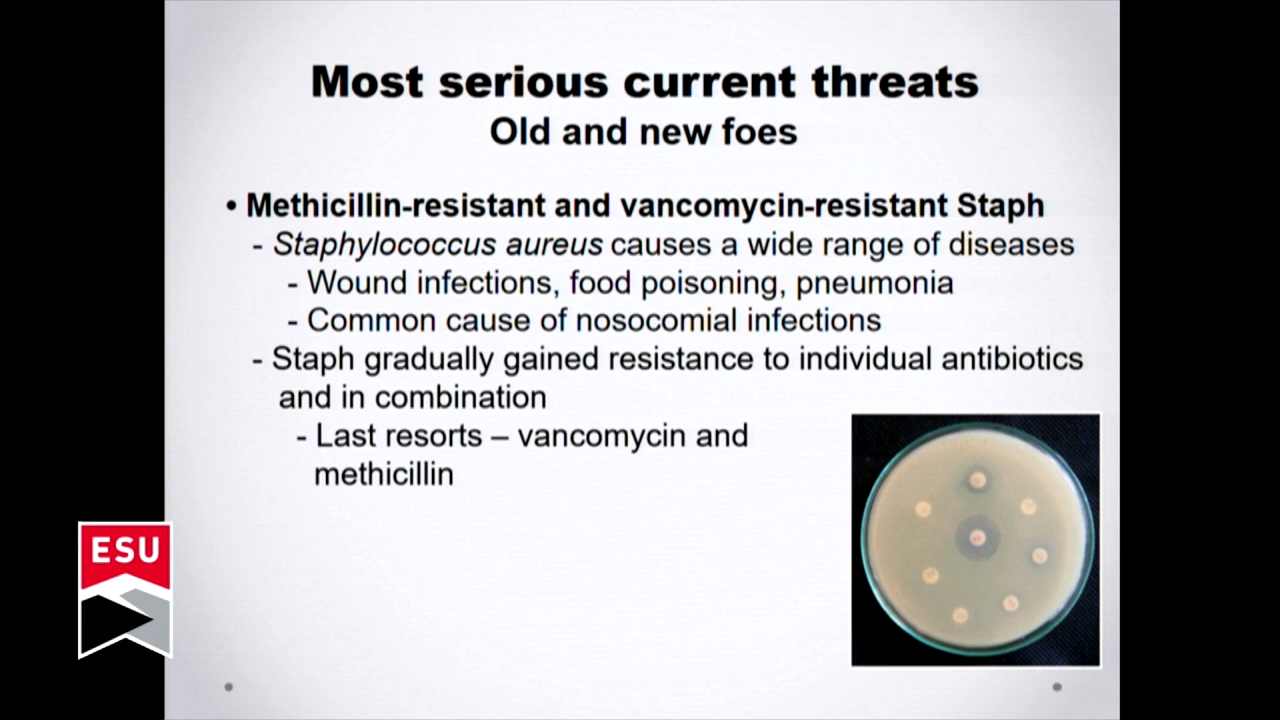 Most serious current threats
Old and new foes
• Methicillin-resistant and vancomycin-resistant Staph
- Staphylococcus aureus causes a wide range of diseases
- Wound infections, food poisoning, pneumonia
- Common cause of nosocomial infections
- Staph gradually gained resistance to individual antibiotics
and in combination
- Last resorts – vancomycin and
methicillin
ESU